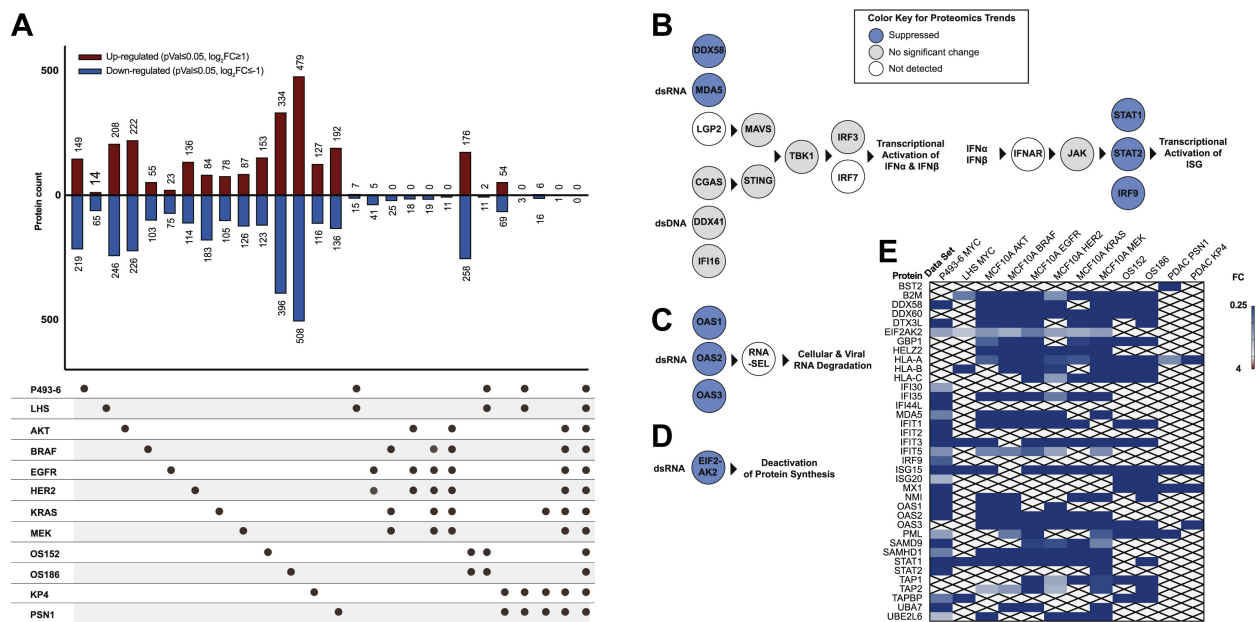 A
Up-regulated (pVal≤0.05, log2FC≥1)
Down-regulated (pVal≤0.05, log2FC≤-1)
Protein count
500
0
500
149 14 208 222 55 23 136 84 78 87 153 334 479 127 192 7 5 0 0 0 0 176 2 54 0 6 0 0
219 65 246 226 103 75 114 183 105 126 123 396 508 116 136 15 41 25 18 19 11 258 11 69 3 16 1 0
P493-6
LHS
AKT
BRAF
EGFR
HER2
KRAS
MEK
OS152
OS186
KP4
PSN1
B
Color Key for Proteomics Trends
Suppressed
No significant change
Not detected
DDX58
dsRNA
MDA5
LGP2
MAVS
TBK1
IRF3
IRF7
Transcriptional
Activation of
IFNα & IFNβ
CGAS
STING
dsDNA
DDX41
IFI16
IFNα
IFNβ
IFNAR
JAK
STAT1
STAT2
IRF9
Transcriptional
Activation of
ISG
C
OAS1
dsRNA
OAS2
OAS3
RNA
-SEL
Cellular & Viral
RNA Degradation
D
dsRNA
EIF2-
AK2
Deactivation
of Protein Synthesis
E
Protein
Data Set
P493-6 MYC
LHS MYC
MCF10A AKT
MCF10A BRAF
MCF10A EGFR
MCF10A HER2
MCF10A KRAS
MCF10A MEK
OS152
OS186
PDAC PSN1
PDAC KP4
BST2
B2M
DDX58
DDX60
DTX3L
EIF2AK2
GBP1
HELZ2
HLA-A
HLA-B
HLA-C
IFI30
IFI35
IFI44L
MDA5
IFIT1
IFIT2
IFIT3
IFIT5
IRF9
ISG15
ISG20
MX1
NMI
OAS1
OAS2
OAS3
PML
SAMD9
SAMHD1
STAT1
STAT2
TAP1
TAP2
TAPBP
UBA7
UBE2L6
FC
0.25
4